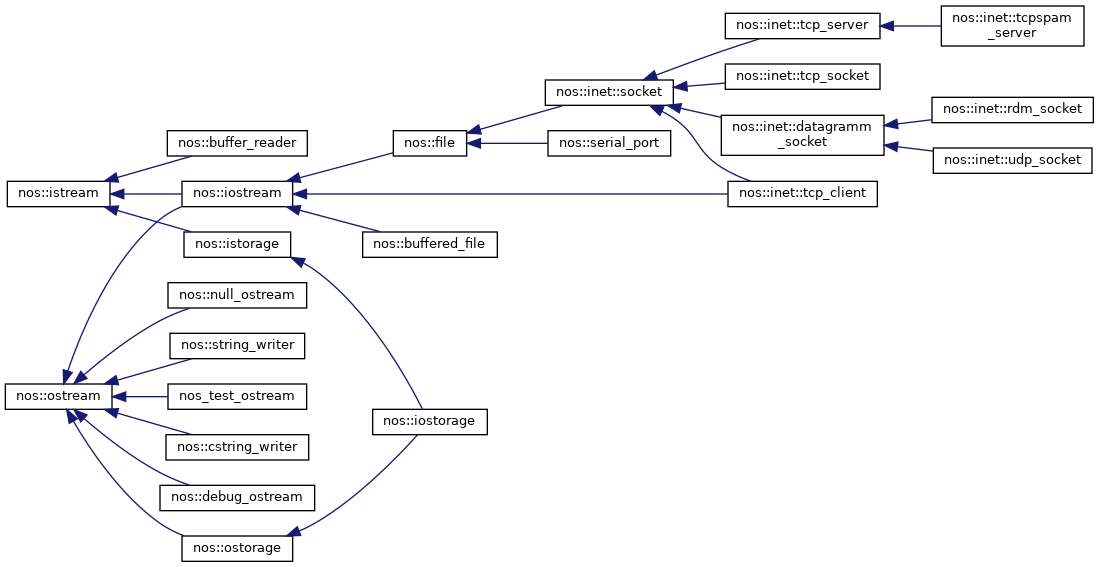 nos::inet::tcpspam
_server
nos::inet::tcp_server
nos::inet::tcp_socket
nos::inet::socket
nos::inet::rdm_socket
nos::inet::datagramm
_socket
nos::buffer_reader
nos::file
nos::serial_port
nos::inet::udp_socket
nos::istream
nos::iostream
nos::inet::tcp_client
nos::istorage
nos::buffered_file
nos::null_ostream
nos::string_writer
nos::ostream
nos_test_ostream
nos::iostorage
nos::cstring_writer
nos::debug_ostream
nos::ostorage